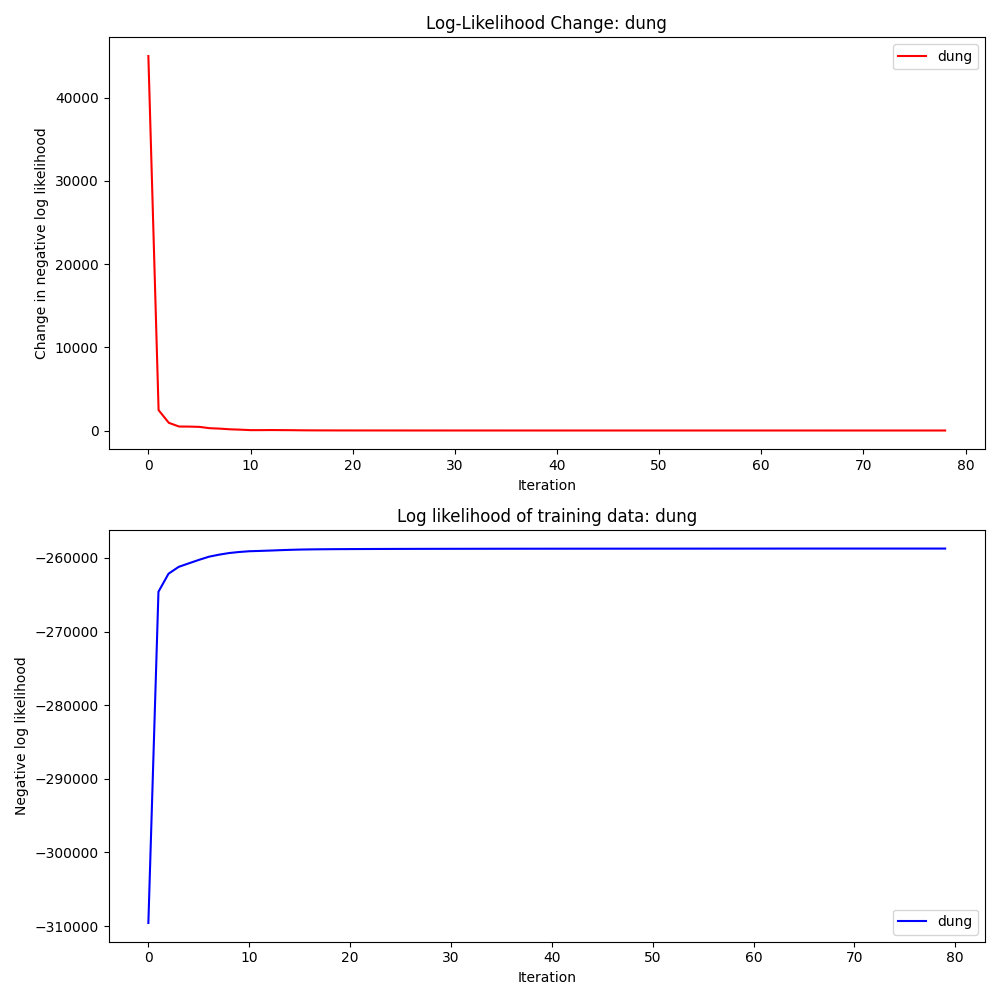 Log-Likelihood Change: dung
dung
40000
30000
20000
10000
0
Change in negative log likelihood
0 10 20 30 40 50 60 70 80
Iteration
Log likelihood of training data: dung
−260000
−270000
−280000
−290000
−300000
−310000
Negative log likelihood
dung
0 10 20 30 40 50 60 70 80
Iteration